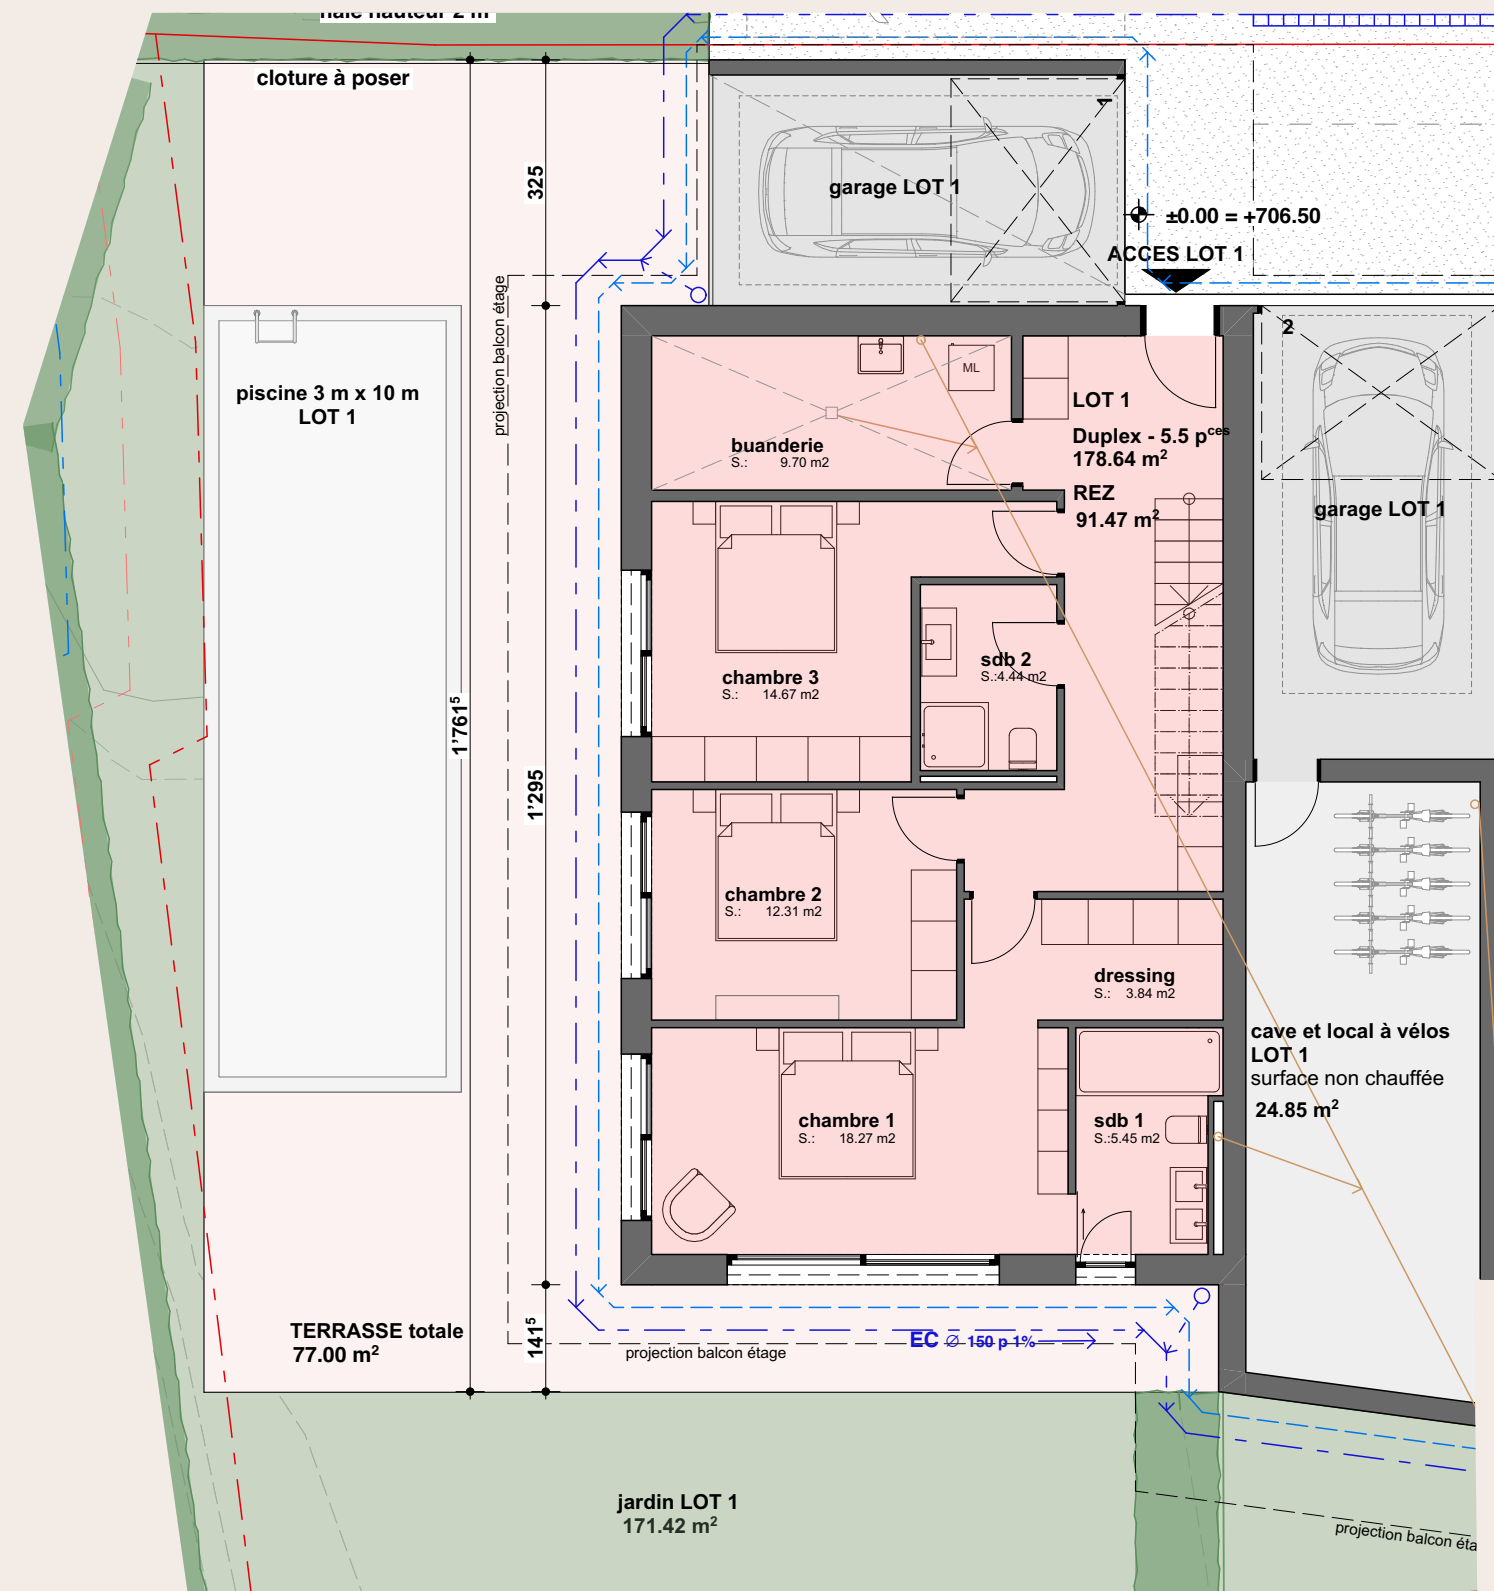 haie hauteur 2 m
cloture à poser
325
garage LOT 1
1
±0.00 = +706.50
ACCES LOT 1
projection balcon étage
2
piscine 3 m x 10 m
LOT 1
ML
LOT 1
buanderie
S.: 9.70 m2
Duplex - 5.5 pces
178.64 m²
REZ
91.47 m²
garage LOT 1
sdb 2
S.:4.44 m2
chambre 3
S.: 14.67 m2
1'761⁵
1'295
chambre 2
S.: 12.31 m2
dressing
S.: 3.84 m2
cave et local à vélos
LOT 1
surface non chauffée
24.85 m²
chambre 1
S.: 18.27 m2
sdb 1
S.:5.45 m2
TERRASSE totale
77.00 m²
141⁵
EC ∅ 150 p 1%
projection balcon étage
jardin LOT 1
171.42 m²
projection balcon éta